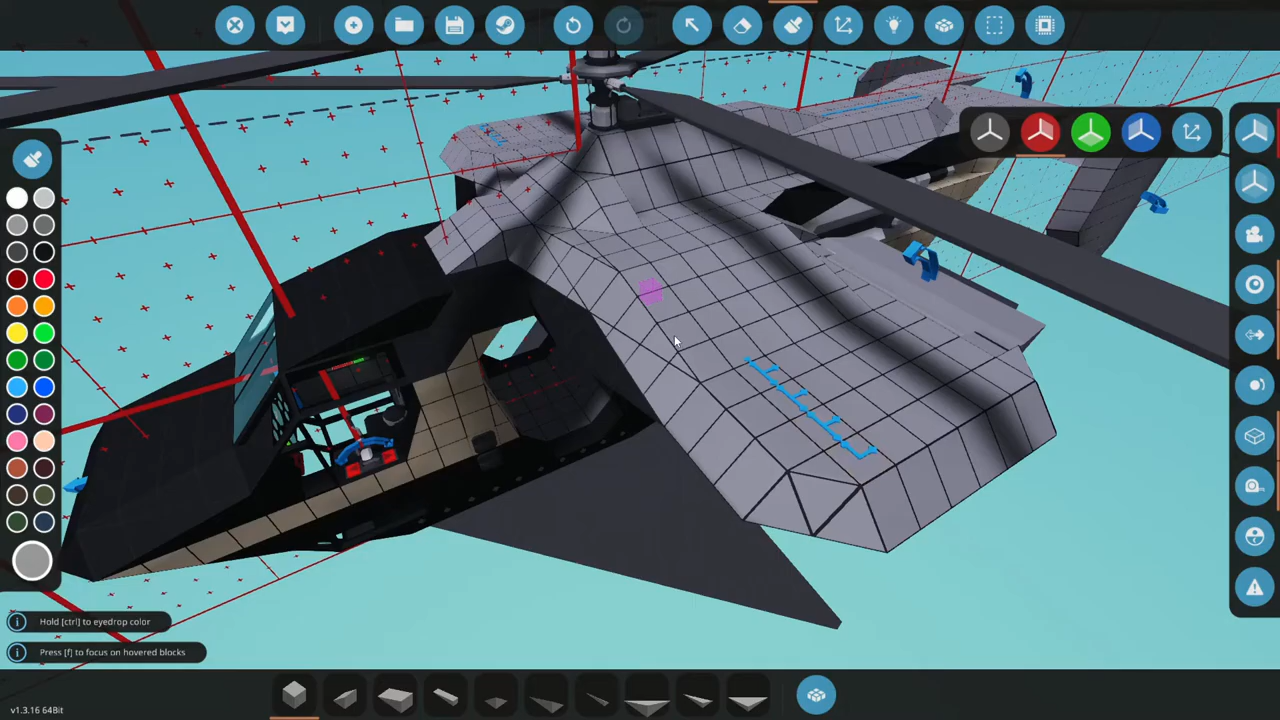 Hold [ctrl] to eyedrop color
Press [f] to focus on hovered blocks
v1.3.16 64Bit